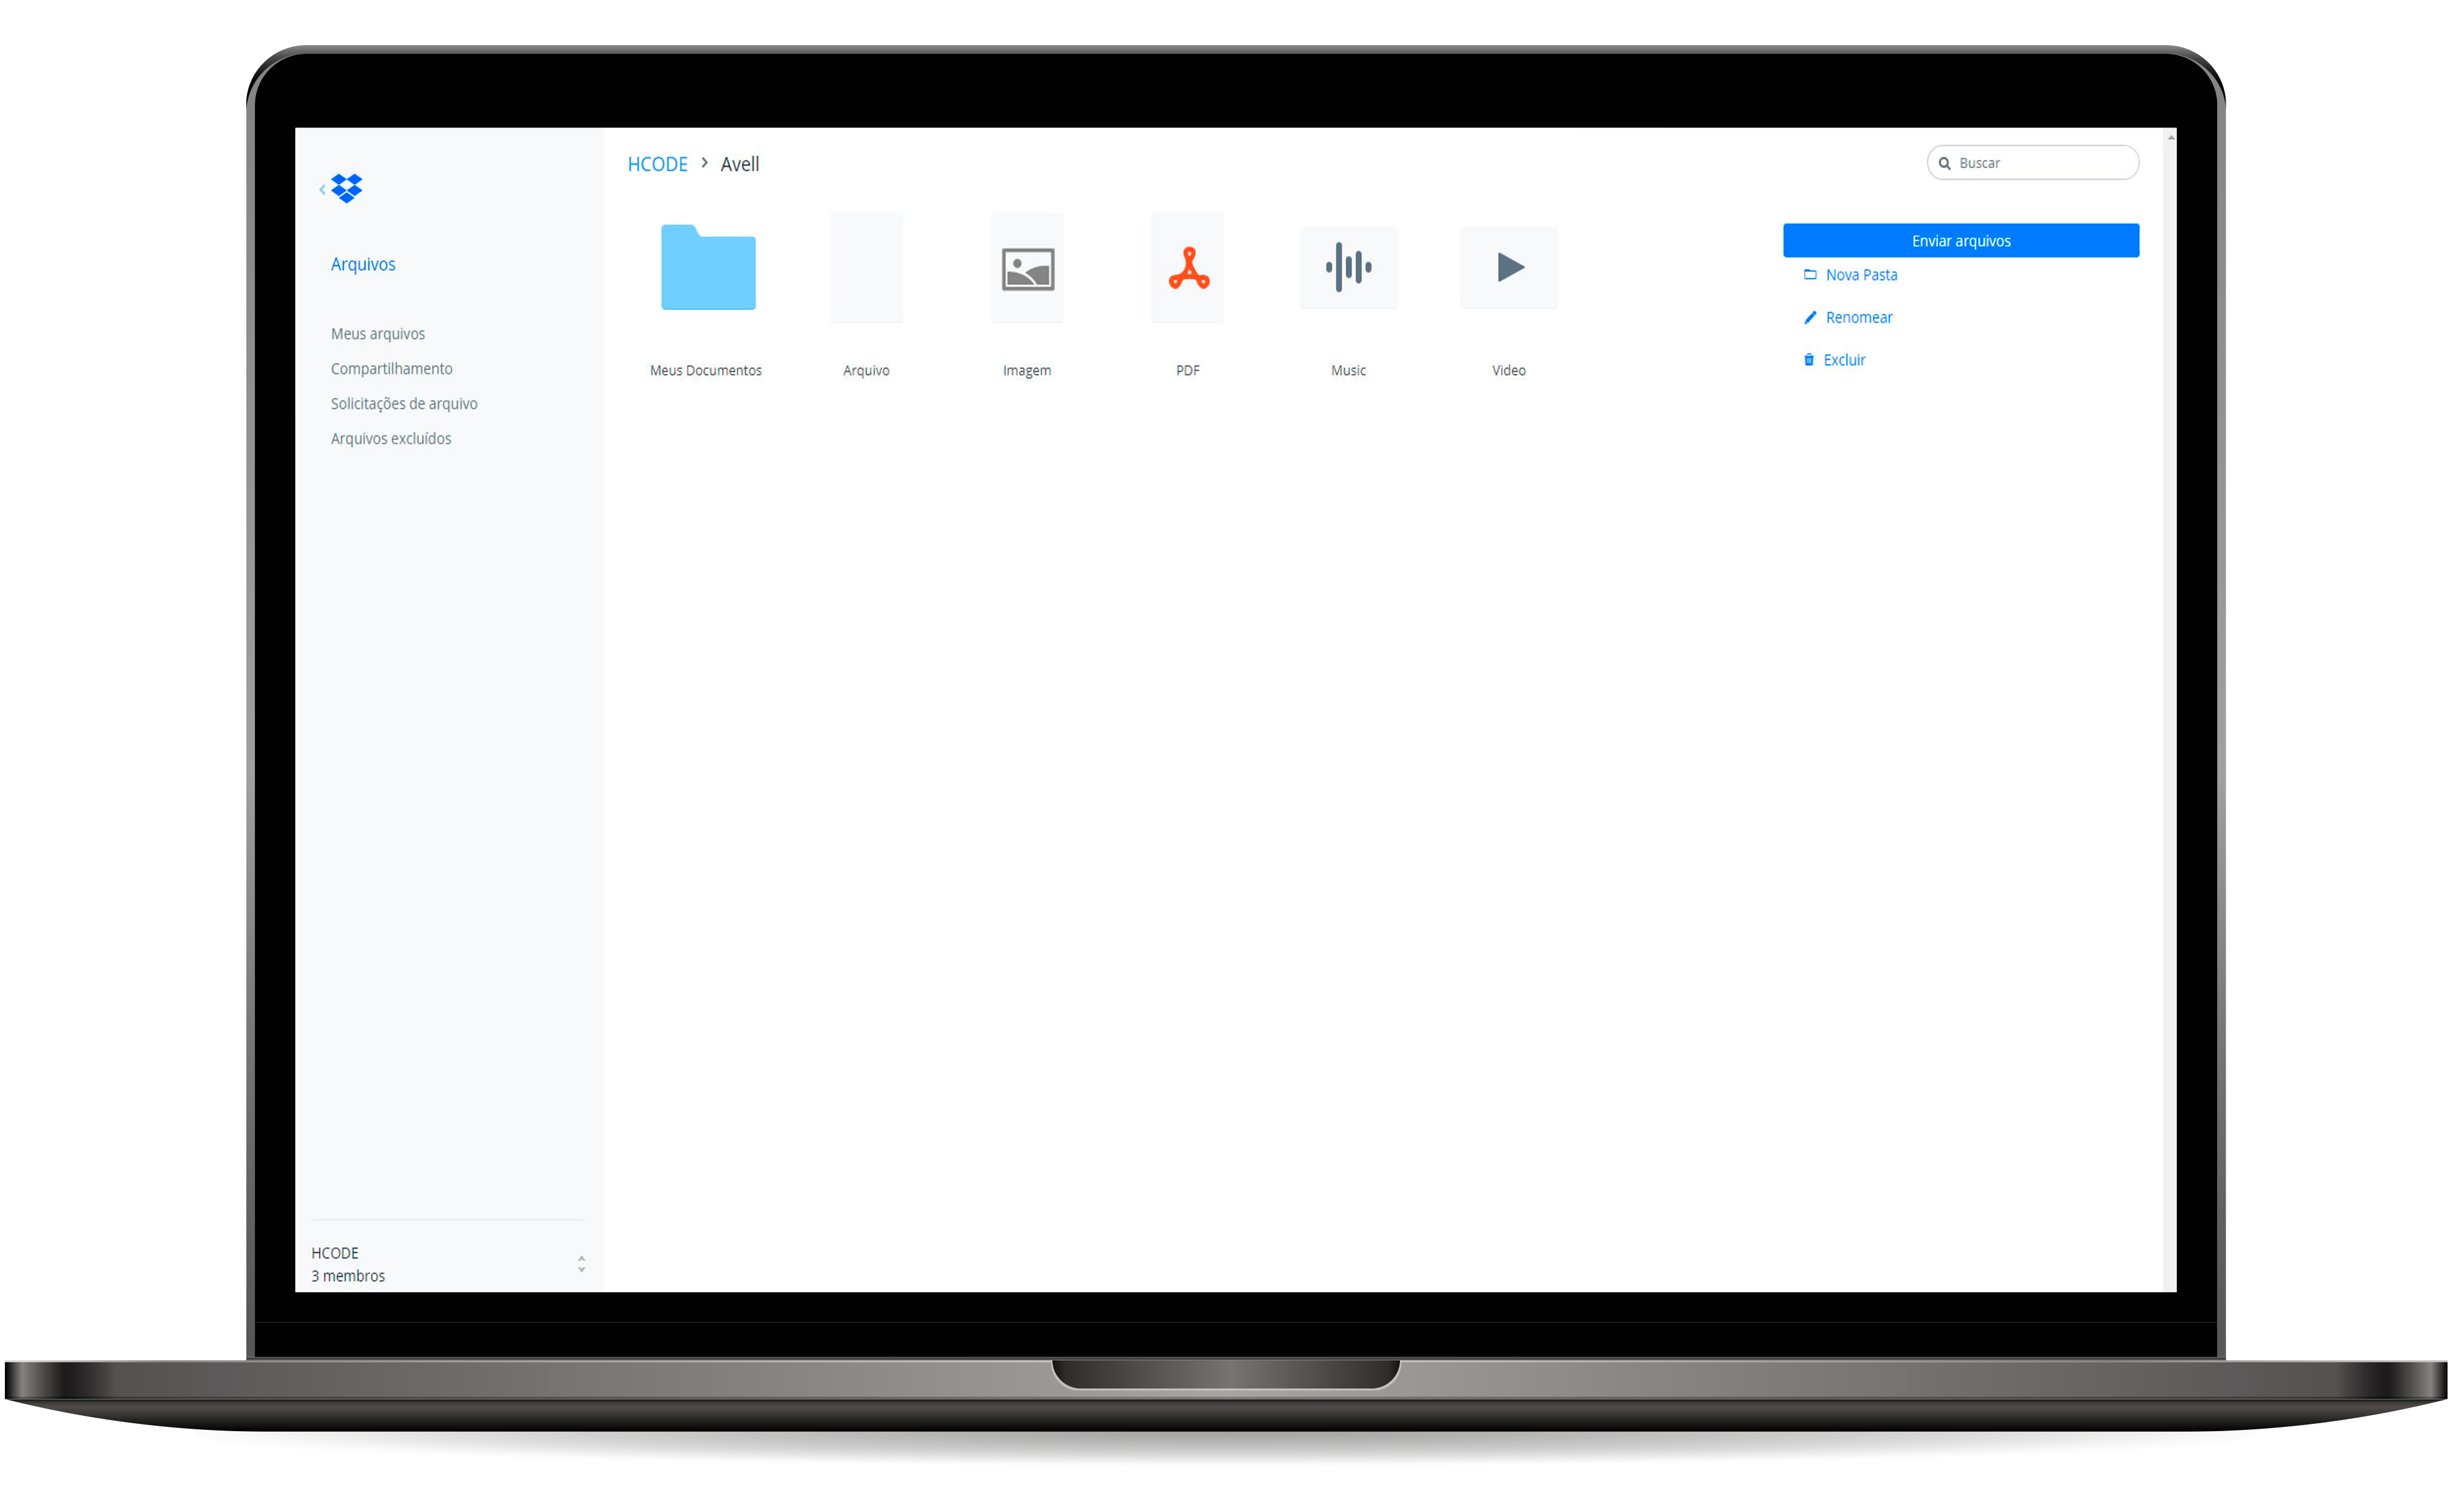 HCODE > Avell
Buscar
Arquivos
Meus arquivos
Compartilhamento
Solicitações de arquivo
Arquivos excluídos
Meus Documentos
Arquivo
Imagem
PDF
Music
Video
Enviar arquivos
Nova Pasta
Renomear
Excluir
HCODE
3 membros